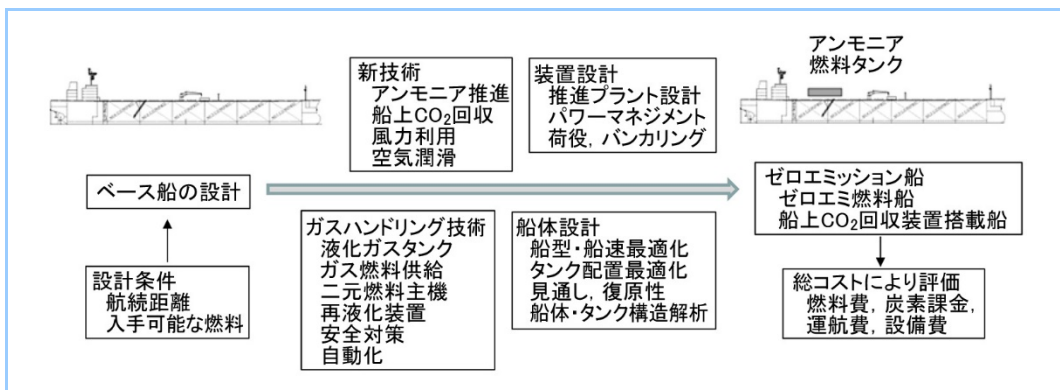 新技術
アンモニア推進
船上CO₂回収
風力利用
空気潤滑
装置設計
推進プラント設計
パワーマネジメント
荷役，バンカリング
アンモニア
燃料タンク
ベース船の設計
ゼロエミッション船
ゼロエミ燃料船
船上CO₂回収装置搭載船
設計条件
航続距離
入手可能な燃料
ガスハンドリング技術
液化ガスタンク
ガス燃料供給
二元燃料主機
再液化装置
安全対策
自動化
船体設計
船型・船速最適化
タンク配置最適化
見通し，復原性
船体・タンク構造解析
総コストにより評価
燃料費，炭素課金，
運航費，設備費